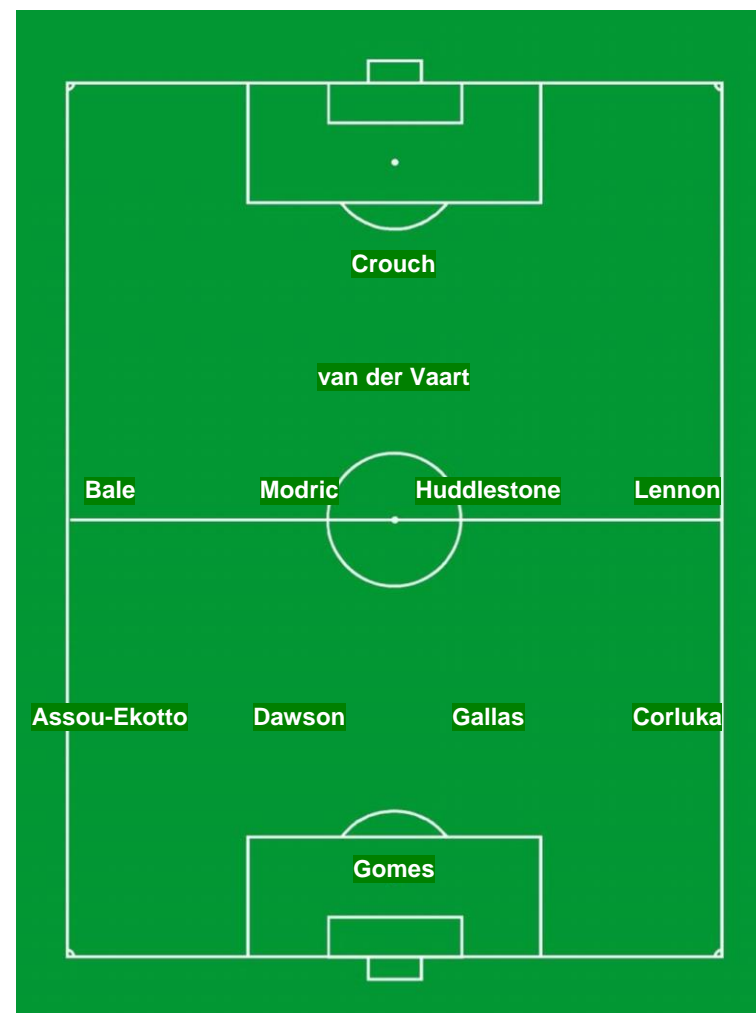 Crouch
van der Vaart
Bale Modric Huddlestone Lennon
Assou-Ekotto Dawson Gallas Corluka
Gomes